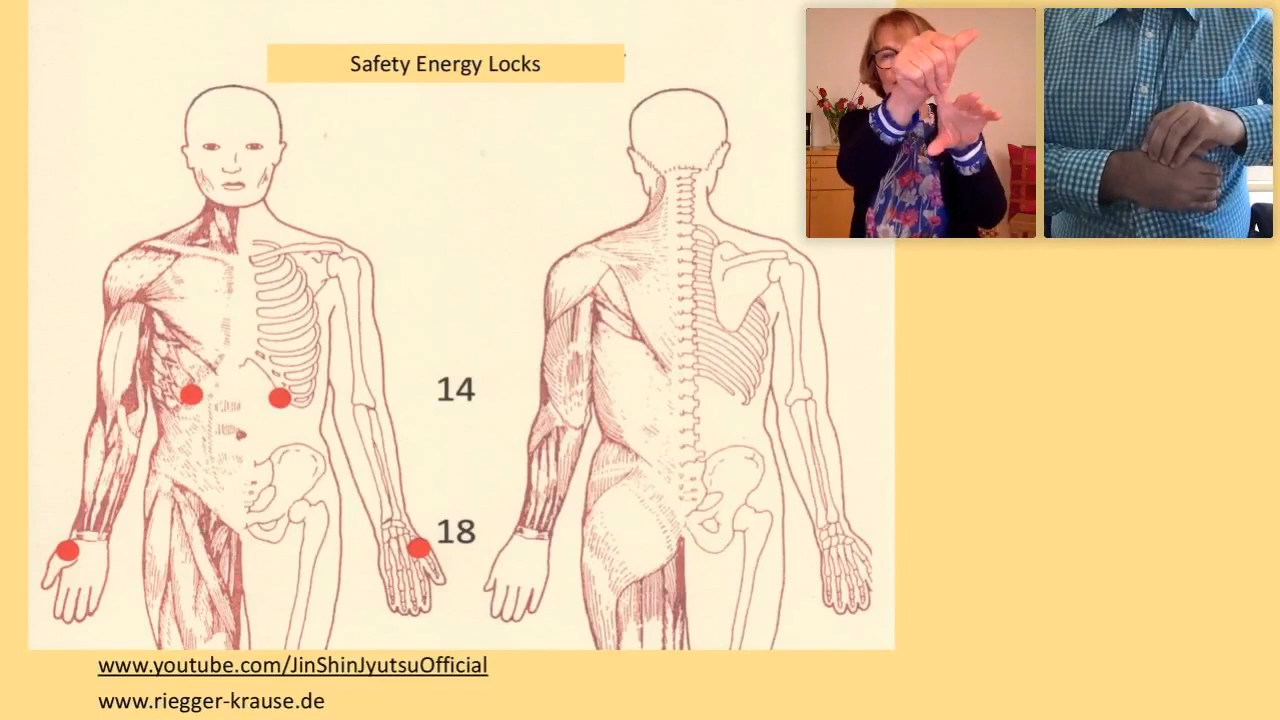 Safety Energy Locks
14
18
www.youtube.com/JinShinJyutsuOfficial
www.riegger-krause.de